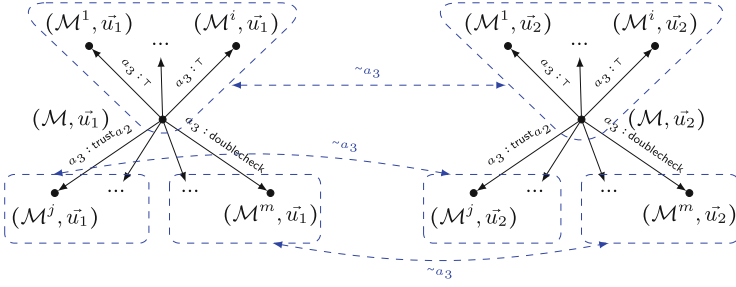 (ℳ¹, u⃗₁) ... (ℳⁱ, u⃗₁) (ℳ¹, u⃗₂) ... (ℳⁱ, u⃗₂)
a₃ : ⊤ a₃ : ⊤ ~a₃ a₃ : ⊤ a₃ : ⊤
(ℳ, u⃗₁) (ℳ, u⃗₂)
a₃ : trust a₂ a₃ : doublecheck ~a₃ a₃ : trust a₂ a₃ : doublecheck
... ... ... ...
(ℳʲ, u⃗₁) (ℳᵐ, u⃗₁) (ℳʲ, u⃗₂) (ℳᵐ, u⃗₂)
~a₃